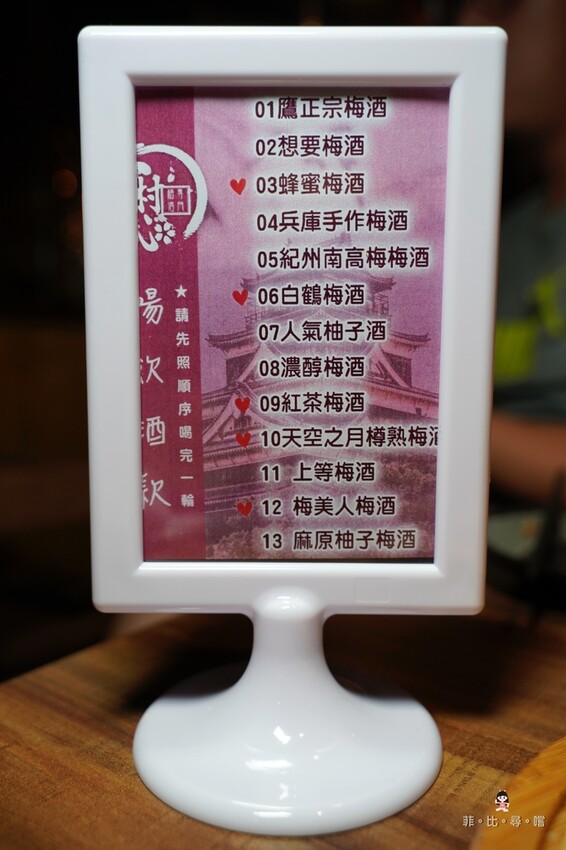 01鷹正宗梅酒
02想要梅酒
03蜂蜜梅酒
04兵庫手作梅酒
05紀州南高梅梅酒
06白鶴梅酒
07人氣柚子酒
08濃醇梅酒
09紅茶梅酒
10天空之月樽熟梅酒
11 上等梅酒
12 梅美人梅酒
13 麻原柚子梅酒
★請先照順序喝完一輪
暢飲酒款
村
菲。比。尋。嚐